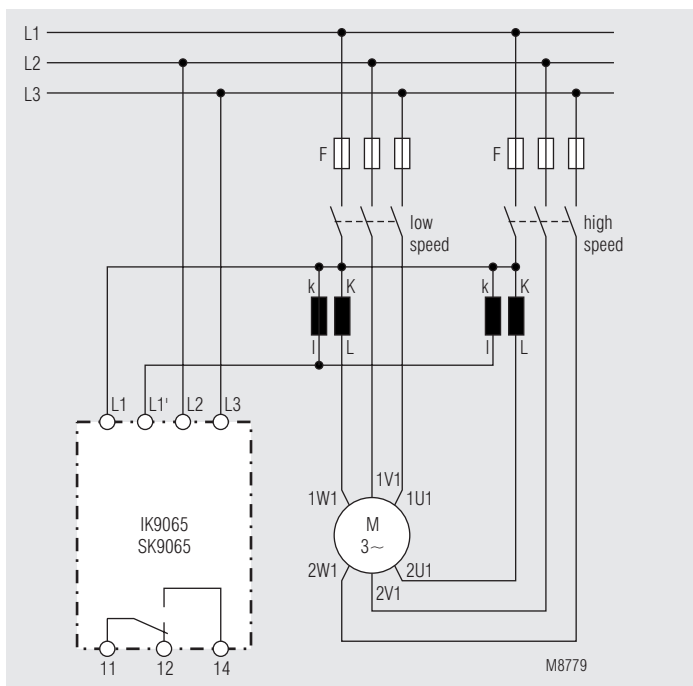 L1
L2
L3
F
F
low
speed
high
speed
k
K
k
K
l
L
l
L
L1
L1'
L2
L3
IK9065
SK9065
1V1
1W1
1U1
M
3~
2W1
2U1
2V1
11
12
14
M8779